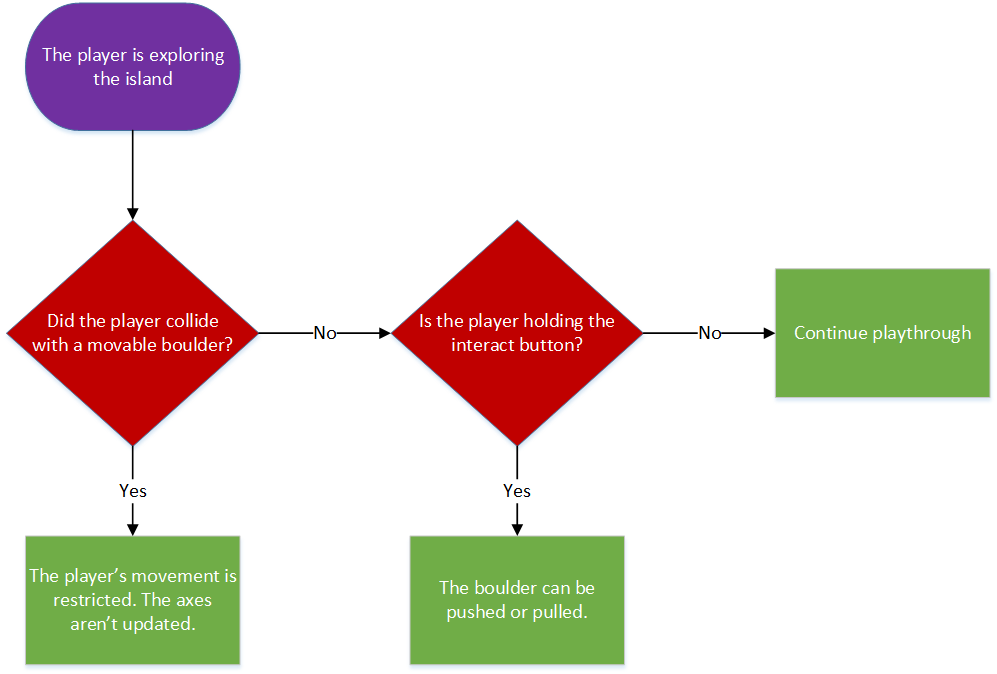 The player is exploring
the island
Did the player collide
with a movable boulder?
No
Is the player holding the
interact button?
No
Continue playthrough
Yes
Yes
The player’s movement is
restricted. The axes
aren’t updated.
The boulder can be
pushed or pulled.